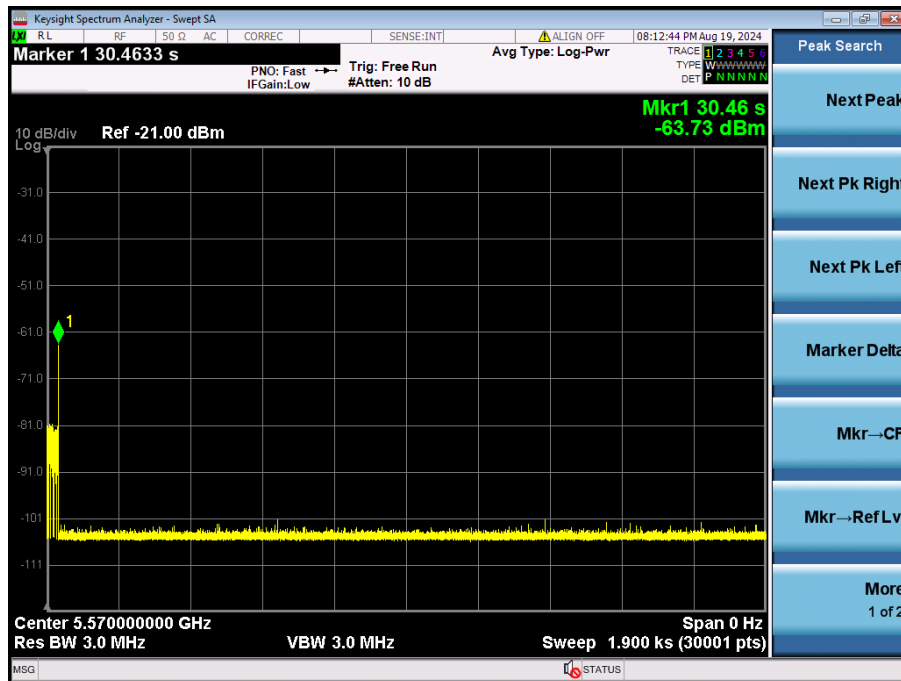 Keysight Spectrum Analyzer - Swept SA
LXI RL RF 50 Ω AC CORREC SENSE:INT ALIGN OFF 08:12:44 PM Aug 19, 2024
Marker 1 30.4633 s
PNO: Fast
IFGain:Low
Trig: Free Run
#Atten: 10 dB
Avg Type: Log-Pwr
TRACE 1 2 3 4 5 6
TYPE WWWWWW
DET P N N N N N
Mkr1 30.46 s
-63.73 dBm
10 dB/div Ref -21.00 dBm
Log
-31.0
-41.0
-51.0
1
-61.0
-71.0
-81.0
-91.0
-101
-111
Center 5.570000000 GHz Span 0 Hz
Res BW 3.0 MHz VBW 3.0 MHz Sweep 1.900 ks (30001 pts)
MSG STATUS
Peak Search
Next Peak
Next Pk Right
Next Pk Left
Marker Delta
Mkr→CF
Mkr→Ref Lv
More
1 of 2